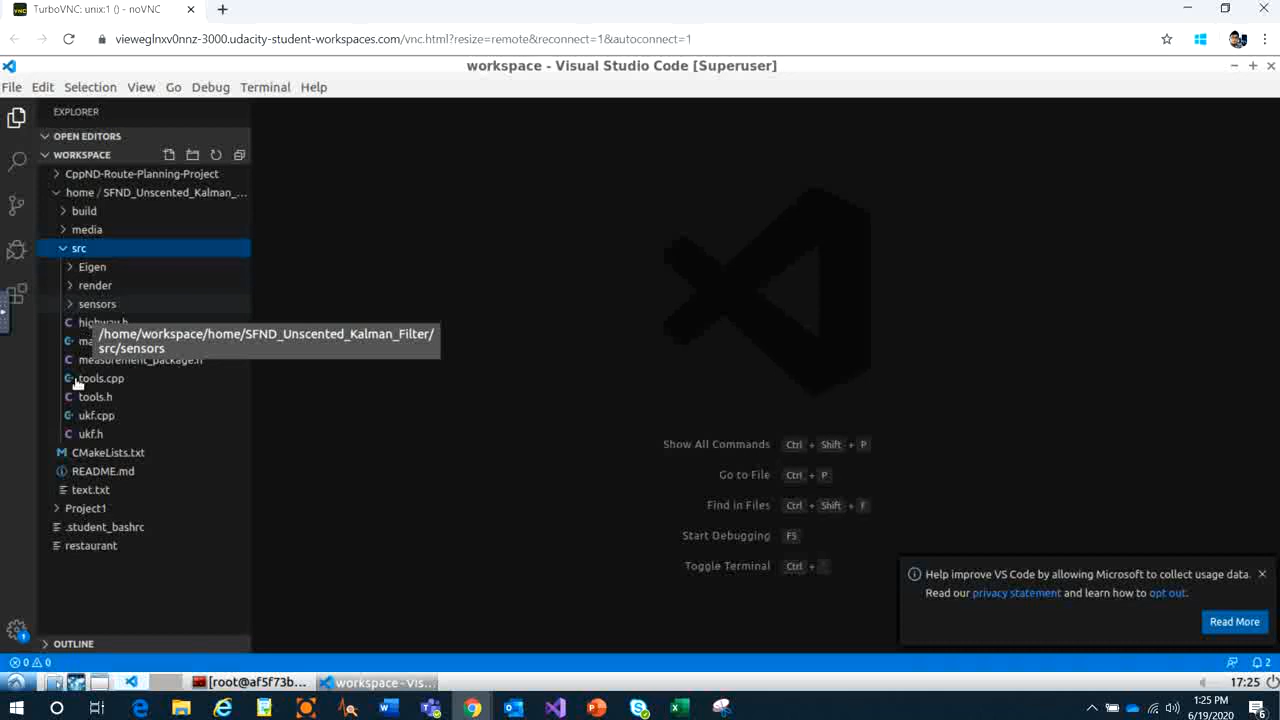 TurboVNC: unix:1 () - noVNC
vieweglnxv0nnz-3000.udacity-student-workspaces.com/vnc.html?resize=remote&reconnect=1&autoconnect=1
workspace - Visual Studio Code [Superuser]
File Edit Selection View Go Debug Terminal Help
EXPLORER
OPEN EDITORS
WORKSPACE
CppND-Route-Planning-Project
home / SFND_Unscented_Kalman_...
build
media
src
Eigen
render
sensors
highway.h
/home/workspace/home/SFND_Unscented_Kalman_Filter/
src/sensors
measurement_package.h
tools.cpp
tools.h
ukf.cpp
ukf.h
CMakeLists.txt
README.md
text.txt
Project1
.student_bashrc
restaurant
OUTLINE
Show All Commands Ctrl + Shift + P
Go to File Ctrl + P
Find in Files Ctrl + Shift + F
Start Debugging F5
Toggle Terminal Ctrl + `
Help improve VS Code by allowing Microsoft to collect usage data.
Read our privacy statement and learn how to opt out.
Read More
0 0
2
[root@af5f73b...
workspace - Vis...
17:25
1:25 PM
6/19/2020